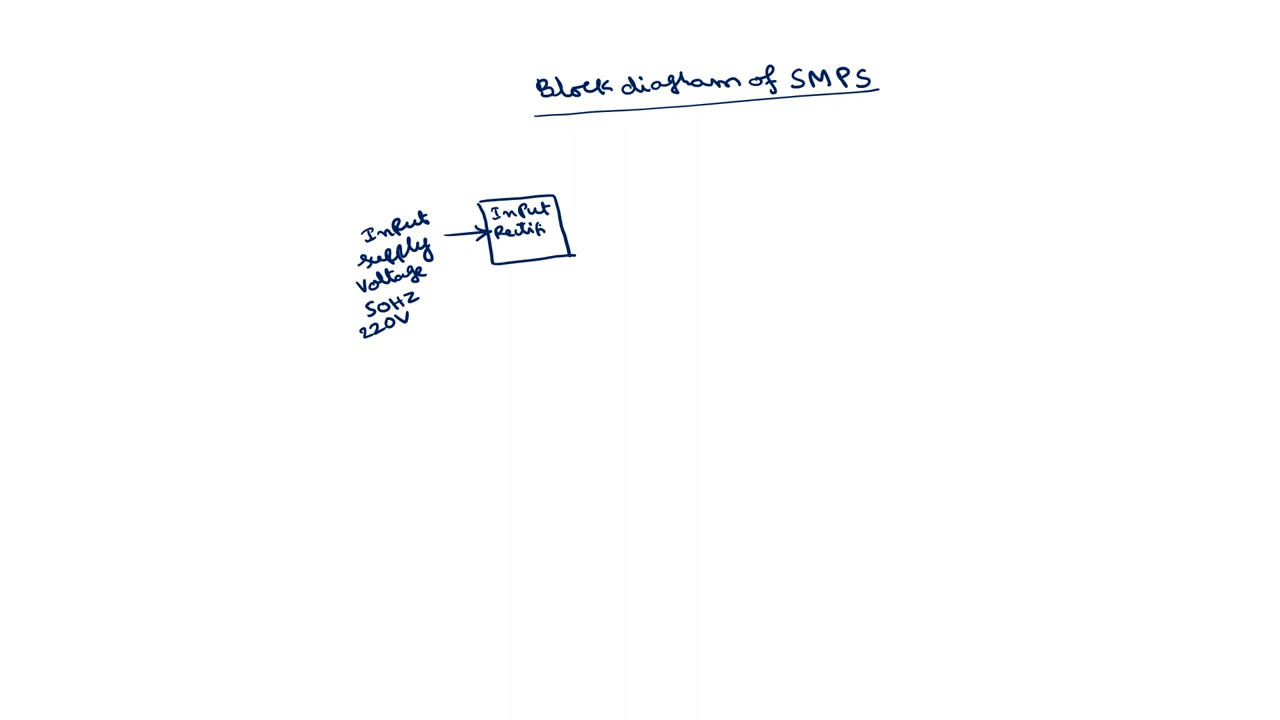 Block diagram of SMPS
Input
supply
voltage
50HZ
220V
Input
Rectifi